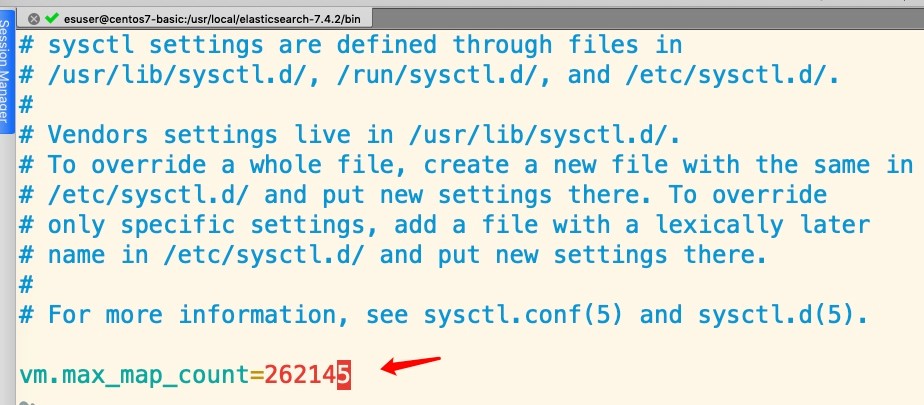 esuser@centos7-basic:/usr/local/elasticsearch-7.4.2/bin
Session Manager
# sysctl settings are defined through files in
# /usr/lib/sysctl.d/, /run/sysctl.d/, and /etc/sysctl.d/.
#
# Vendors settings live in /usr/lib/sysctl.d/.
# To override a whole file, create a new file with the same in
# /etc/sysctl.d/ and put new settings there. To override
# only specific settings, add a file with a lexically later
# name in /etc/sysctl.d/ and put new settings there.
#
# For more information, see sysctl.conf(5) and sysctl.d(5).
vm.max_map_count=262145